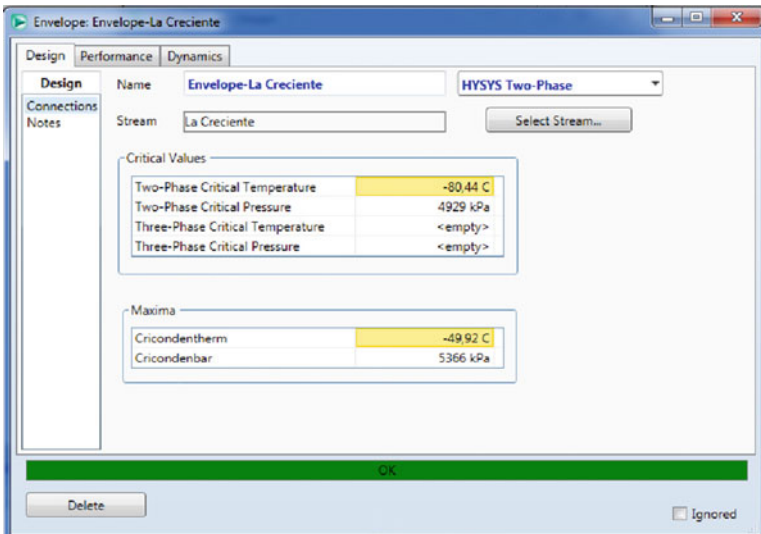 Envelope: Envelope-La Creciente
Design Performance Dynamics
Design
Connections
Notes
Name Envelope-La Creciente HYSYS Two-Phase
Stream La Creciente Select Stream...
Critical Values
Two-Phase Critical Temperature -80,44 C
Two-Phase Critical Pressure 4929 kPa
Three-Phase Critical Temperature <empty>
Three-Phase Critical Pressure <empty>
Maxima
Cricondentherm -49,92 C
Cricondenbar 5366 kPa
OK
Delete
Ignored